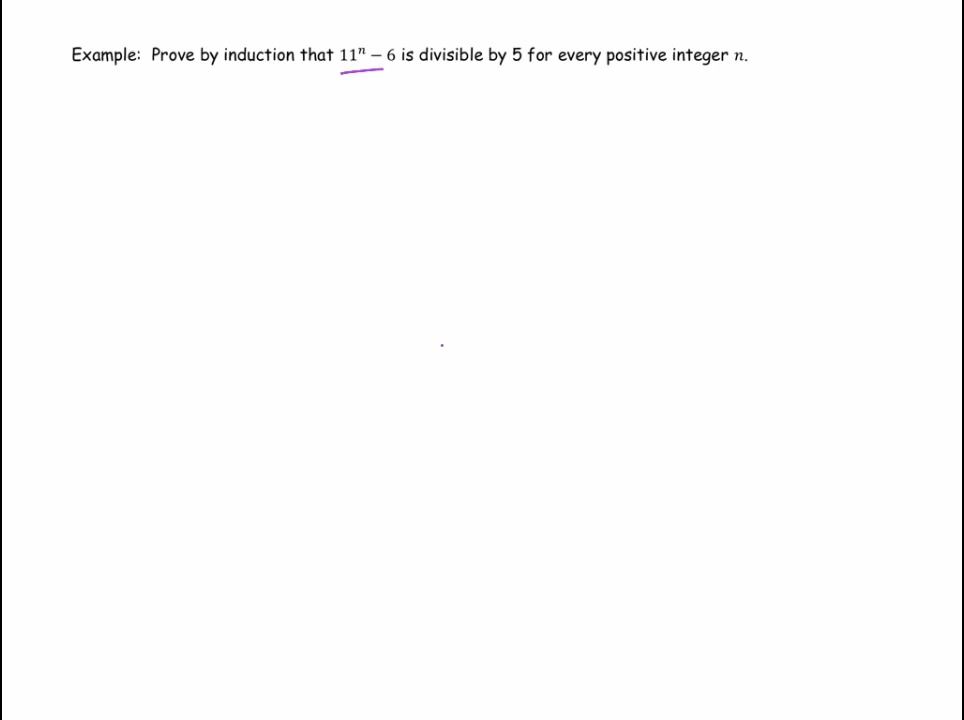 Example: Prove by induction that 11ⁿ − 6 is divisible by 5 for every positive integer n.